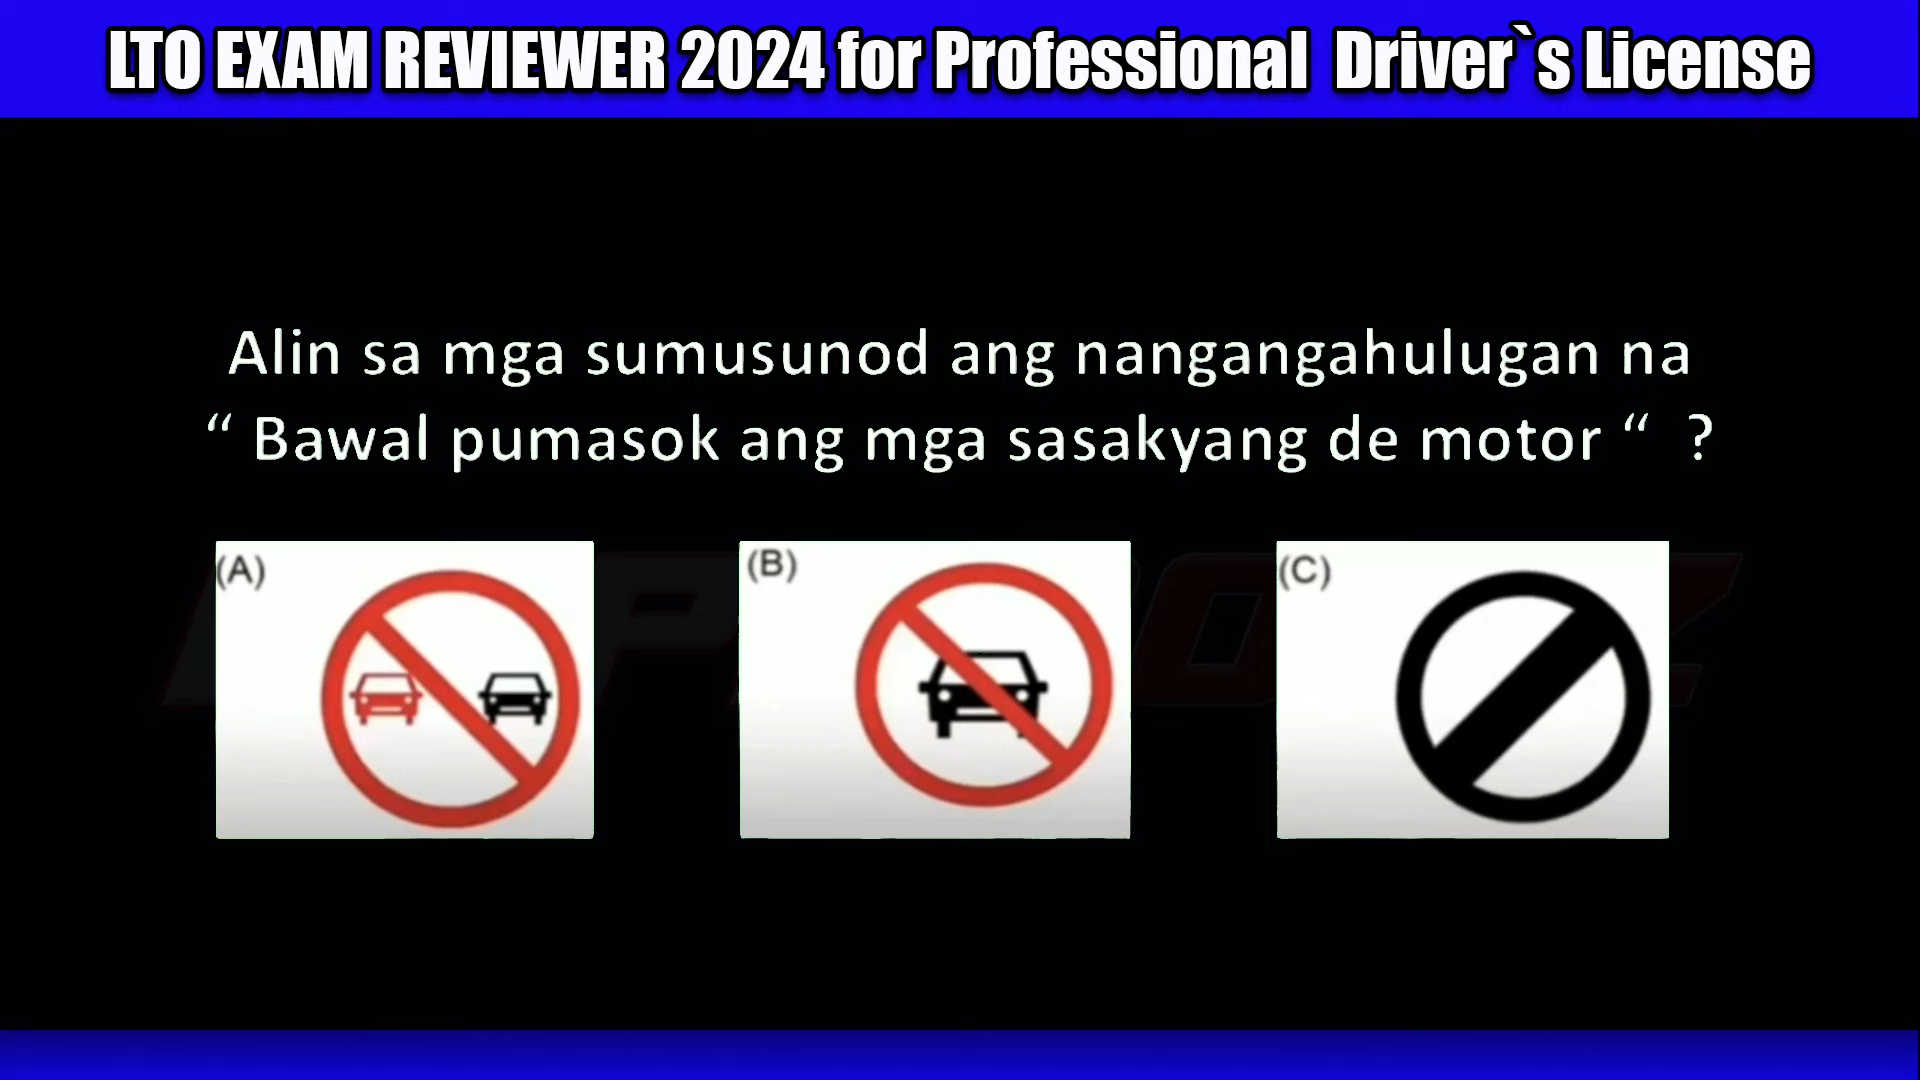 LTO EXAM REVIEWER 2024 for Professional Driver`s License
Alin sa mga sumusunod ang nangangahulugan na
“ Bawal pumasok ang mga sasakyang de motor “ ?
(A)
(B)
(C)